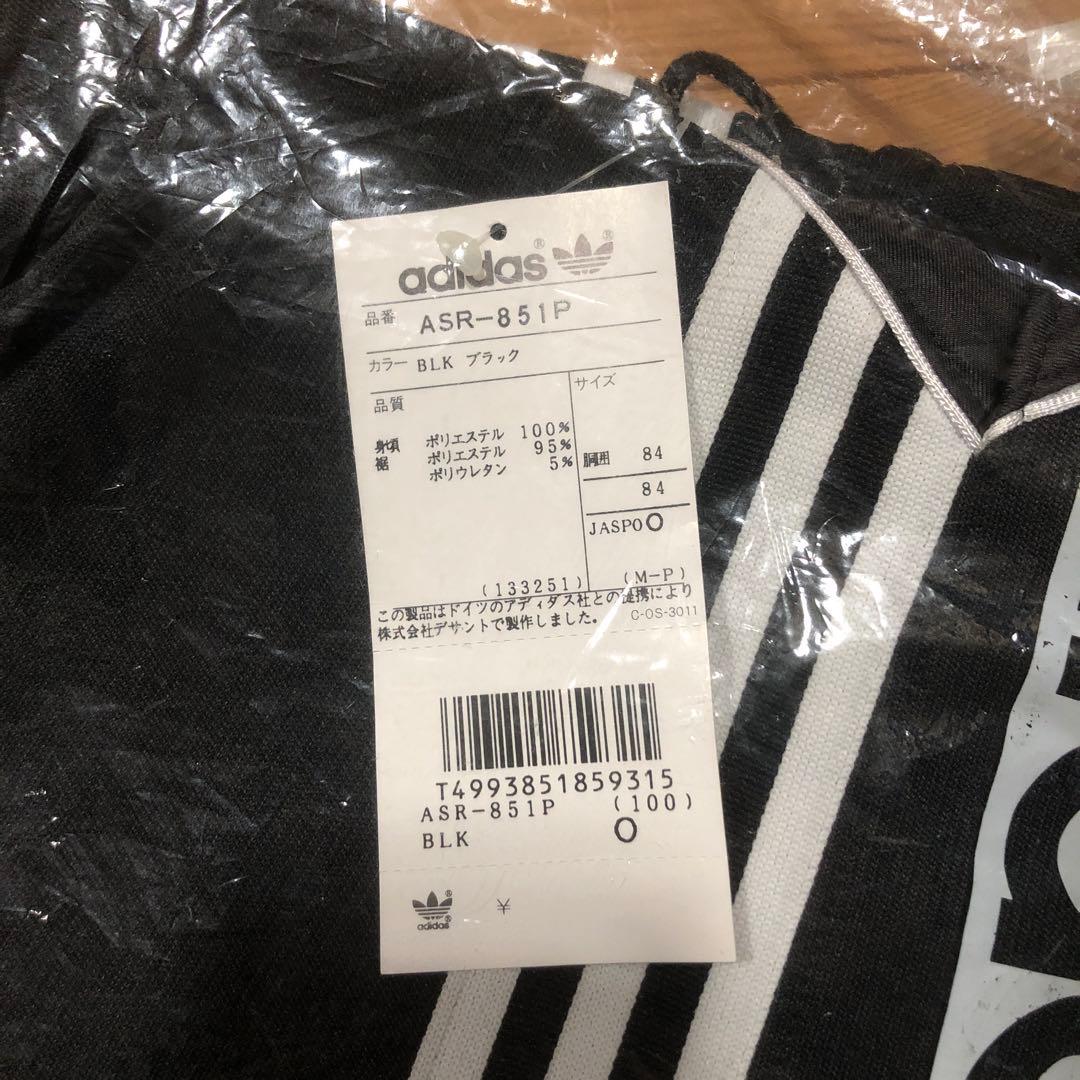 adidas®
®
品番 ASR-851P
カラー BLK ブラック
品質
身頃 ポリエステル 100%
裾 ポリエステル 95%
ポリウレタン 5%
サイズ
胴囲 84
84
JASPO O
(133251)
(M-P)
この製品はドイツのアディダス社との提携により
株式会社デサントで製作しました。
C-OS-3011
T4993851859315
ASR-851P (100)
BLK O
®
adidas®
¥